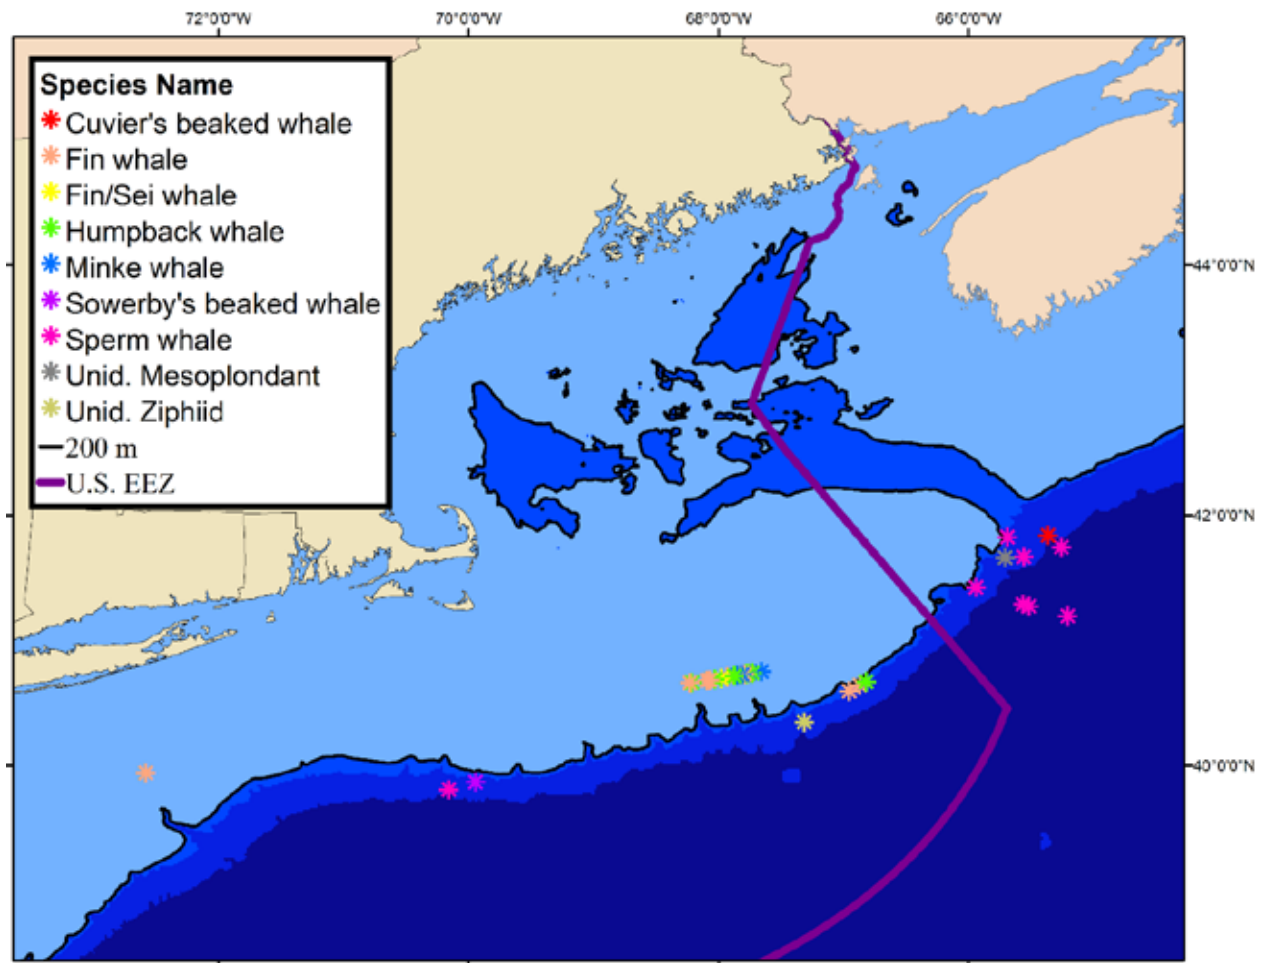 72°0'0"W 70°0'0"W 68°0'0"W 66°0'0"W
Species Name
Cuvier's beaked whale
Fin whale
Fin/Sei whale
Humpback whale
Minke whale
Sowerby's beaked whale
Sperm whale
Unid. Mesoplondant
Unid. Ziphiid
200 m
U.S. EEZ
44°0'0"N
42°0'0"N
40°0'0"N